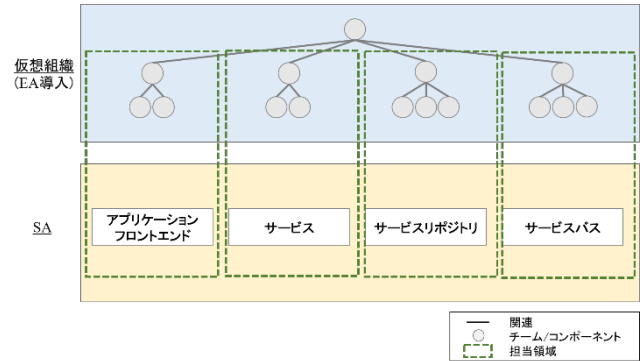 仮想組織
(EA導入)
SA
アプリケーション
フロントエンド
サービス
サービスリポジトリ
サービスバス
関連
チーム/コンポーネント
担当領域